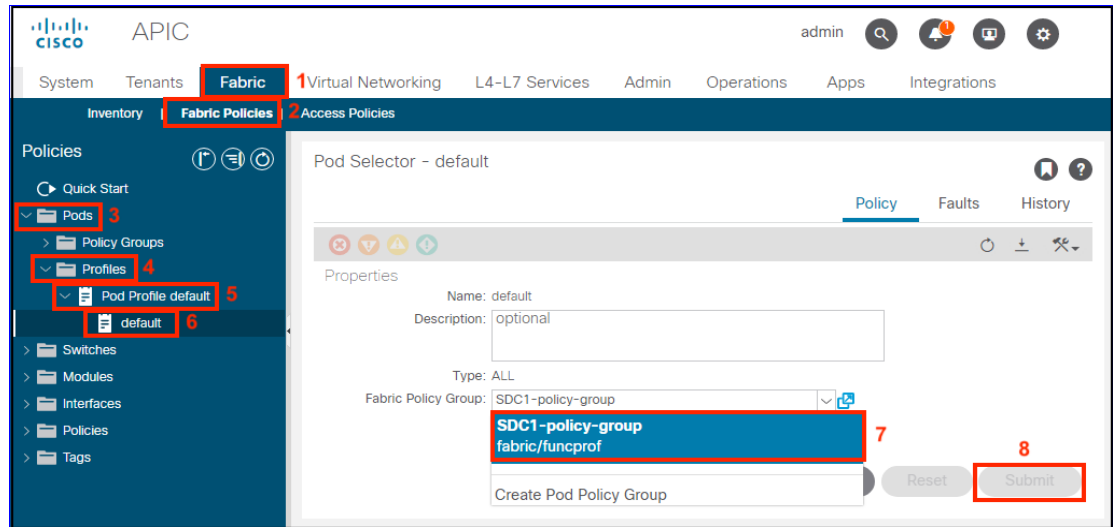 CISCO APIC admin 1
System Tenants Fabric 1 Virtual Networking L4-L7 Services Admin Operations Apps Integrations
Inventory | Fabric Policies | 2 Access Policies
Policies
Quick Start
Pods 3
Policy Groups
Profiles 4
Pod Profile default 5
default 6
Switches
Modules
Interfaces
Policies
Tags
Pod Selector - default
?
Policy Faults History
Properties
Name: default
Description: optional
Type: ALL
Fabric Policy Group: SDC1-policy-group
SDC1-policy-group
fabric/funcprof
7
Create Pod Policy Group
8
Reset Submit